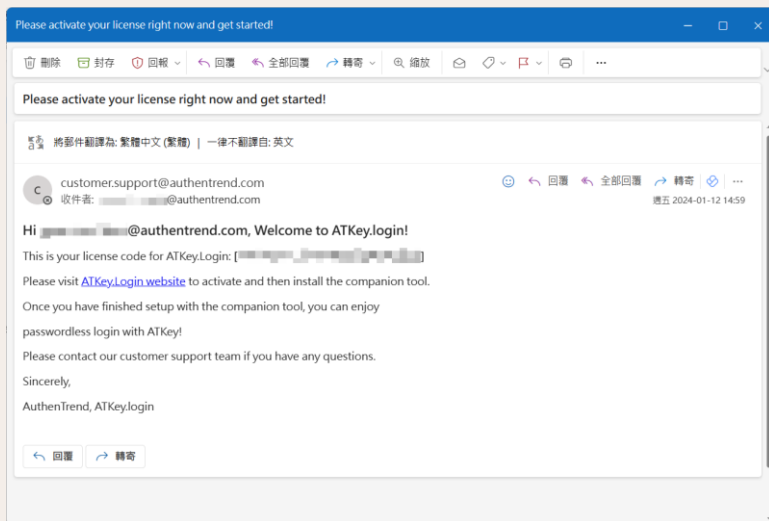 Please activate your license right now and get started!
刪除 封存 回報 回覆 全部回覆 轉寄 縮放
Please activate your license right now and get started!
將郵件翻譯為: 繁體中文 (繁體) | 一律不翻譯自: 英文
C
customer.support@authentrend.com
回覆 全部回覆 轉寄
收件者: @authentrend.com
週五 2024-01-12 14:59
Hi @authentrend.com, Welcome to ATKey.login!
This is your license code for ATKey.Login: [ ]
Please visit ATKey.Login website to activate and then install the companion tool.
Once you have finished setup with the companion tool, you can enjoy
passwordless login with ATKey!
Please contact our customer support team if you have any questions.
Sincerely,
AuthenTrend, ATKey.login
回覆 轉寄